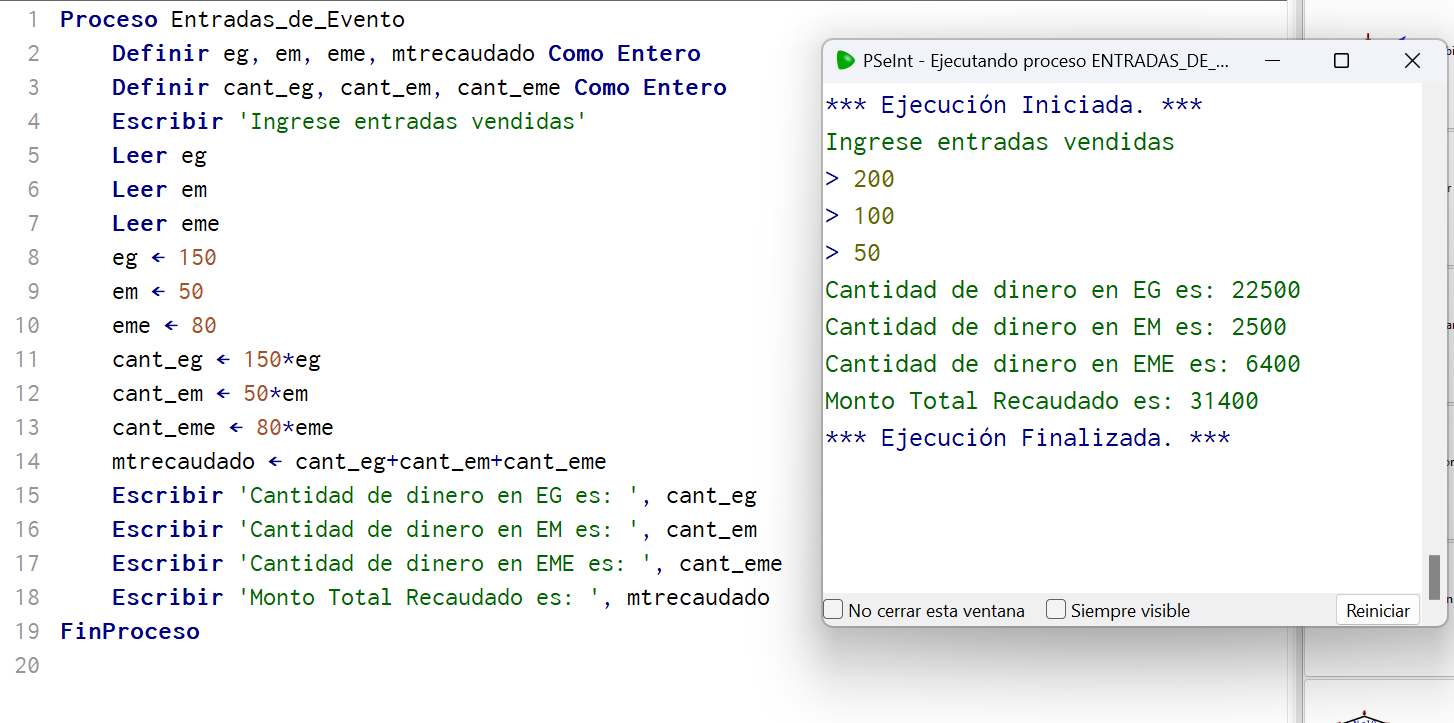 1 Proceso Entradas_de_Evento
2 Definir eg, em, eme, mtrecaudado Como Entero
3 Definir cant_eg, cant_em, cant_eme Como Entero
4 Escribir 'Ingrese entradas vendidas'
5 Leer eg
6 Leer em
7 Leer eme
8 eg ← 150
9 em ← 50
10 eme ← 80
11 cant_eg ← 150*eg
12 cant_em ← 50*em
13 cant_eme ← 80*eme
14 mtrecaudado ← cant_eg+cant_em+cant_eme
15 Escribir 'Cantidad de dinero en EG es: ', cant_eg
16 Escribir 'Cantidad de dinero en EM es: ', cant_em
17 Escribir 'Cantidad de dinero en EME es: ', cant_eme
18 Escribir 'Monto Total Recaudado es: ', mtrecaudado
19 FinProceso
20
PSeInt - Ejecutando proceso ENTRADAS_DE_...
*** Ejecución Iniciada. ***
Ingrese entradas vendidas
> 200
> 100
> 50
Cantidad de dinero en EG es: 22500
Cantidad de dinero en EM es: 2500
Cantidad de dinero en EME es: 6400
Monto Total Recaudado es: 31400
*** Ejecución Finalizada. ***
No cerrar esta ventana
Siempre visible
Reiniciar